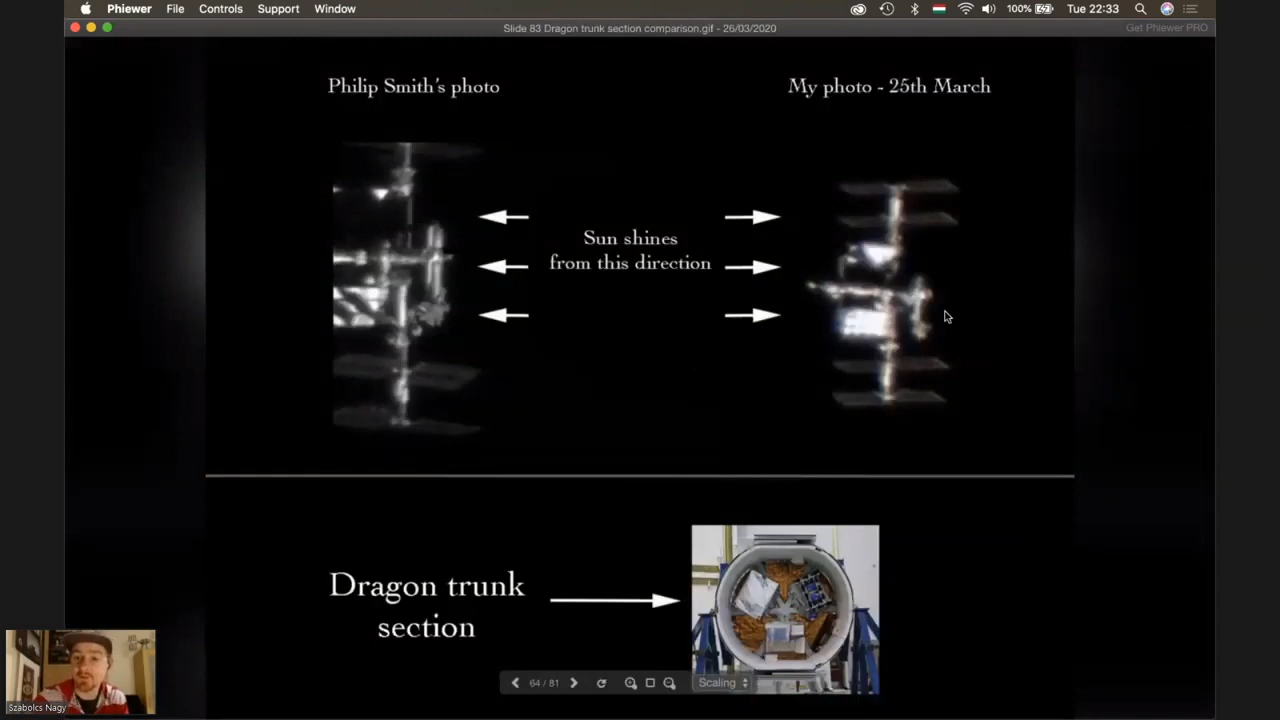 Phiewer File Controls Support Window 100% Tue 22:33
Slide 83 Dragon trunk section comparison.gif - 26/03/2020
Get Phiewer PRO
Philip Smith's photo
My photo - 25th March
Sun shines
from this direction
Dragon trunk
section
64 / 81
Scaling
Szabolcs Nagy